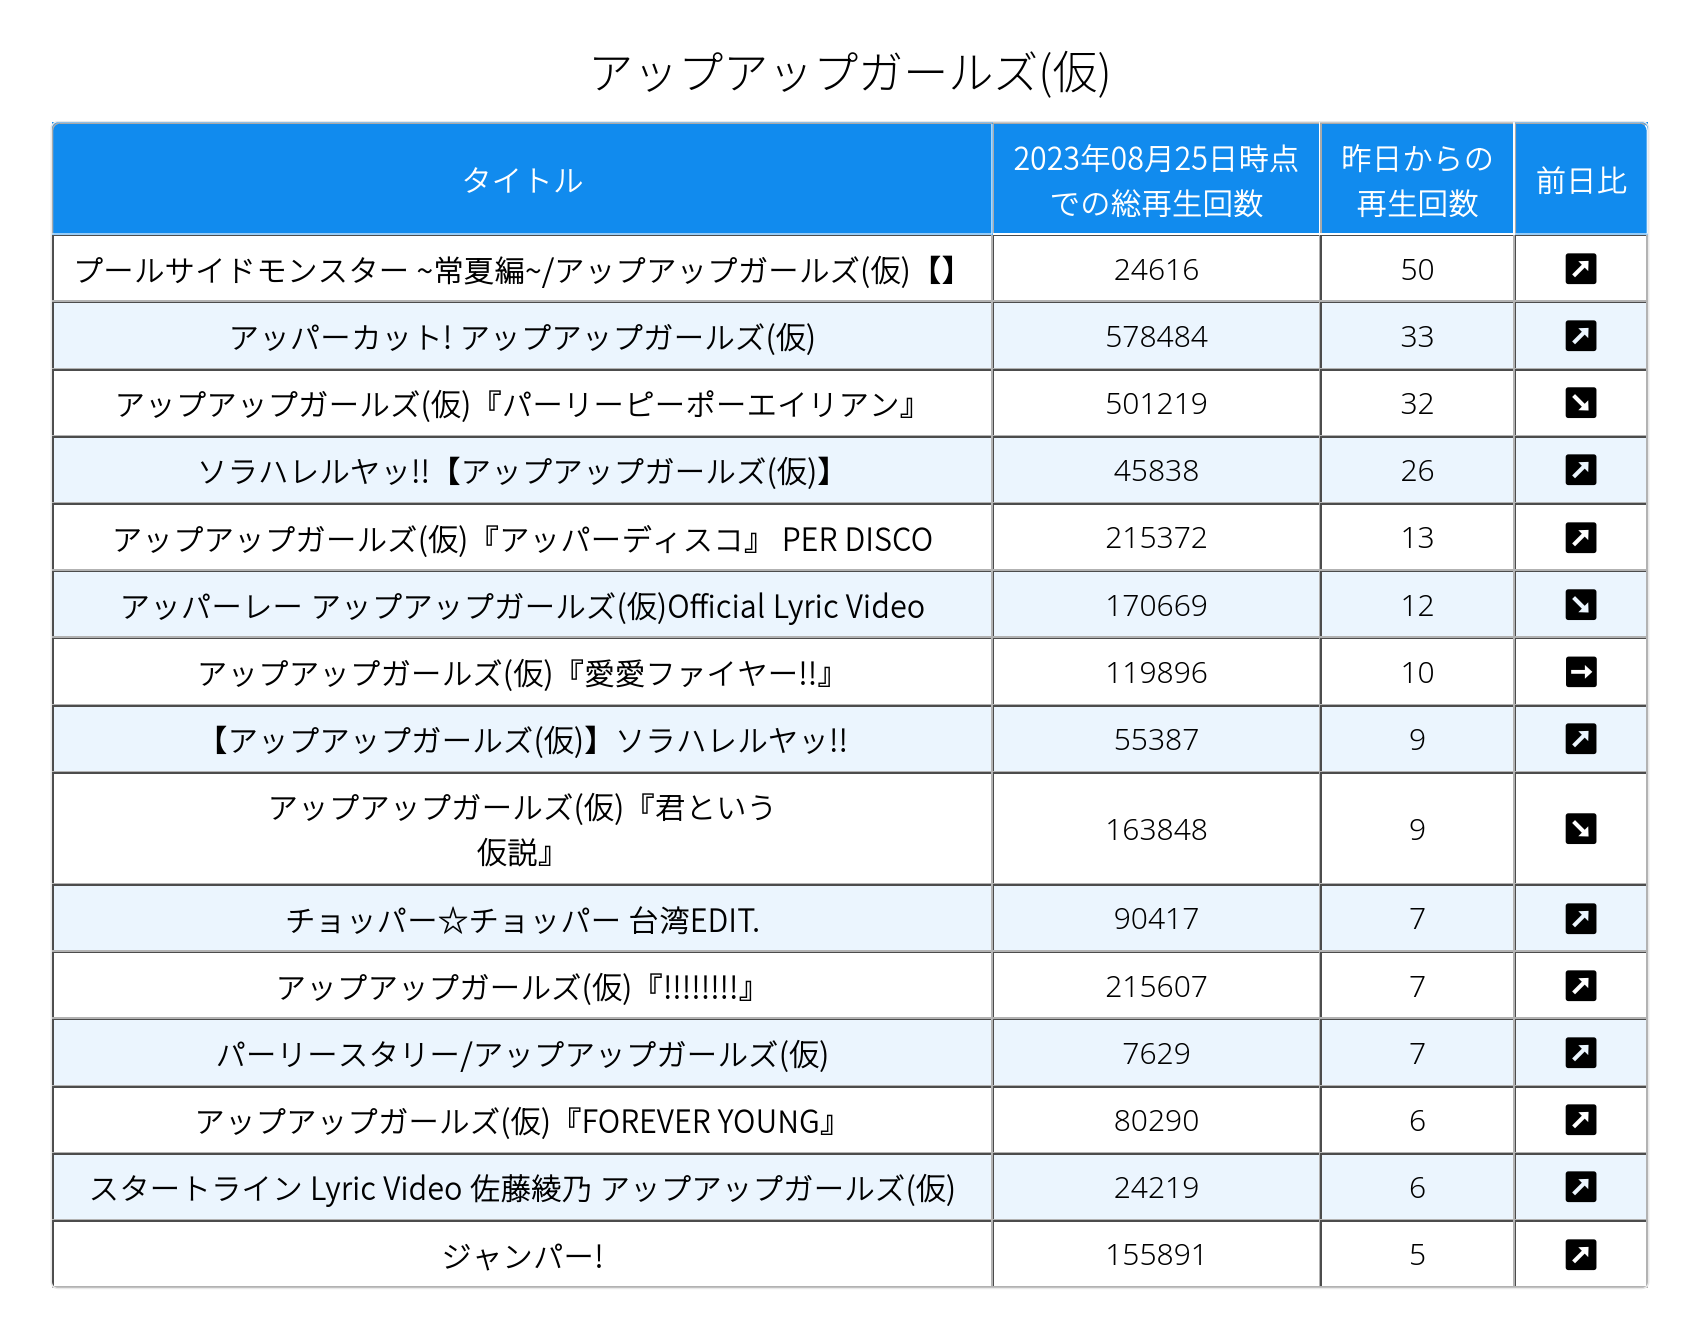 アップアップガールズ(仮)
タイトル 2023年08月25日時点での総再生回数 昨日からの再生回数 前日比
プールサイドモンスター ~常夏編~/アップアップガールズ(仮)【】 24616 50 ↗
アッパーカット! アップアップガールズ(仮) 578484 33 ↗
アップアップガールズ(仮)『パーリーピーポーエイリアン』 501219 32 ↘
ソラハレルヤッ!!【アップアップガールズ(仮)】 45838 26 ↗
アップアップガールズ(仮)『アッパーディスコ』 PER DISCO 215372 13 ↗
アッパーレー アップアップガールズ(仮)Official Lyric Video 170669 12 ↘
アップアップガールズ(仮)『愛愛ファイヤー!!』 119896 10 →
【アップアップガールズ(仮)】ソラハレルヤッ!! 55387 9 ↗
アップアップガールズ(仮)『君という
仮説』 163848 9 ↘
チョッパー☆チョッパー 台湾EDIT. 90417 7 ↗
アップアップガールズ(仮)『!!!!!!!!』 215607 7 ↗
パーリースタリー/アップアップガールズ(仮) 7629 7 ↗
アップアップガールズ(仮)『FOREVER YOUNG』 80290 6 ↗
スタートライン Lyric Video 佐藤綾乃 アップアップガールズ(仮) 24219 6 ↗
ジャンパー! 155891 5 ↗